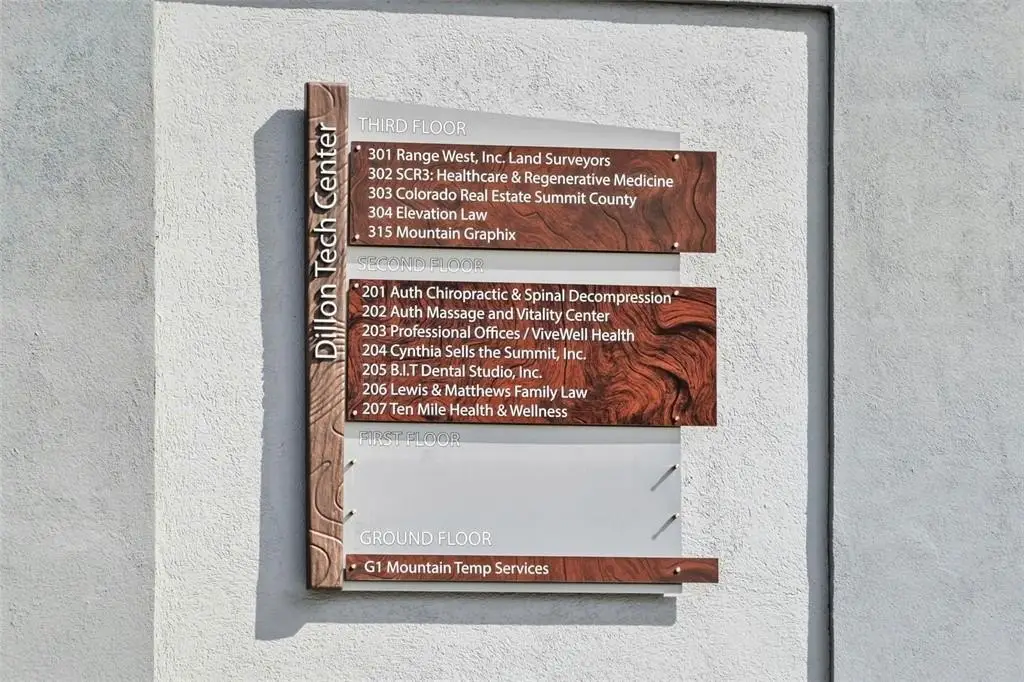 Dillon Tech Center
THIRD FLOOR
301 Range West, Inc. Land Surveyors
302 SCR3: Healthcare & Regenerative Medicine
303 Colorado Real Estate Summit County
304 Elevation Law
315 Mountain Graphix
SECOND FLOOR
201 Auth Chiropractic & Spinal Decompression
202 Auth Massage and Vitality Center
203 Professional Offices / ViveWell Health
204 Cynthia Sells the Summit, Inc.
205 B.I.T Dental Studio, Inc.
206 Lewis & Matthews Family Law
207 Ten Mile Health & Wellness
FIRST FLOOR
GROUND FLOOR
G1 Mountain Temp Services